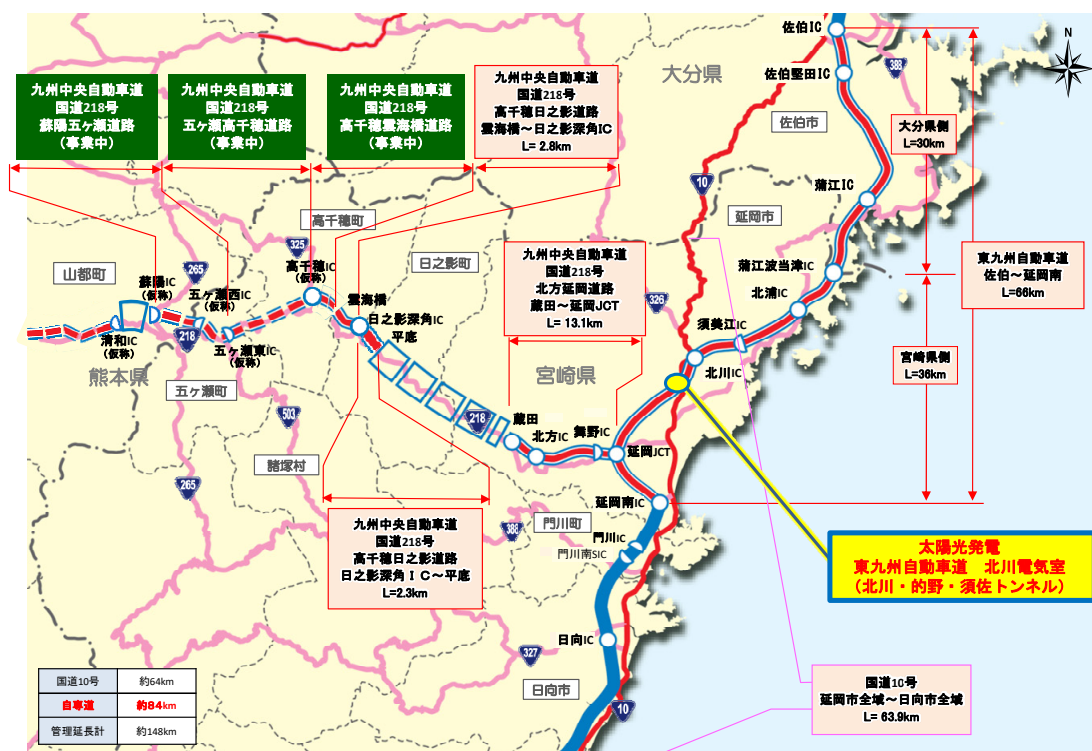 九州中央自動車道
国道218号
蘇陽五ヶ瀬道路
(事業中)
九州中央自動車道
国道218号
五ヶ瀬高千穂道路
(事業中)
九州中央自動車道
国道218号
高千穂雲海橋道路
(事業中)
九州中央自動車道
国道218号
高千穂日之影道路
雲海橋～日之影深角IC
L= 2.8km
大分県
佐伯IC
388
N
佐伯堅田IC
佐伯市
大分県側
L=30km
10
蒲江IC
延岡市
高千穂町
325
日之影町
九州中央自動車道
国道218号
北方延岡道路
蔵田～延岡JCT
L= 13.1km
蒲江波当津IC
東九州自動車道
佐伯～延岡南
L=66km
山都町
265
蘇陽IC
(仮称)
高千穂IC
(仮称)
五ヶ瀬西IC
(仮称)
雲海橋
日之影深角IC
平底
326
北浦IC
須美江IC
218
清和IC
(仮称)
五ヶ瀬東IC
(仮称)
熊本県
宮崎県
北川IC
宮崎県側
L=36km
五ヶ瀬町
503
218
蔵田
北方IC
舞野IC
延岡JCT
諸塚村
265
延岡南IC
九州中央自動車道
国道218号
高千穂日之影道路
日之影深角ＩＣ～平底
L=2.3km
388
門川町
門川IC
門川南SIC
太陽光発電
東九州自動車道　北川電気室
(北川・的野・須佐トンネル)
日向IC
327
日向市
10
国道10号
延岡市全域～日向市全域
L= 63.9km
国道10号 約64km
自専道 約84km
管理延長計 約148km